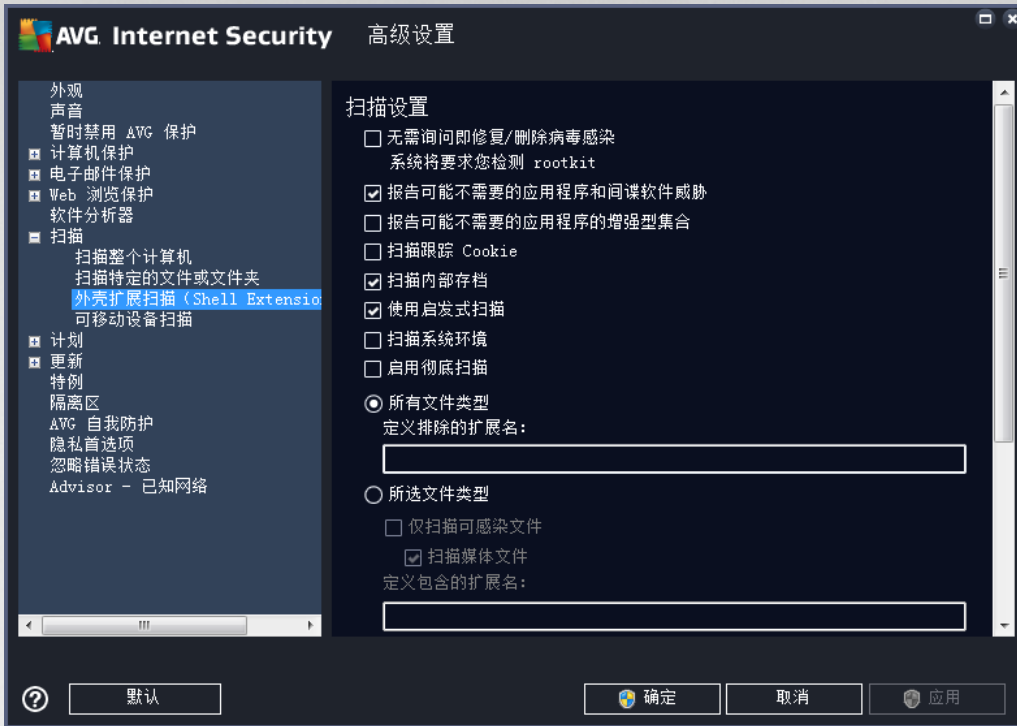 AVG Internet Security 高级设置
外观
声音
暂时禁用 AVG 保护
计算机保护
电子邮件保护
Web 浏览保护
软件分析器
扫描
扫描整个计算机
扫描特定的文件或文件夹
外壳扩展扫描（Shell Extensio
可移动设备扫描
计划
更新
特例
隔离区
AVG 自我防护
隐私首选项
忽略错误状态
Advisor - 已知网络
扫描设置
无需询问即修复/删除病毒感染
系统将要求您检测 rootkit
报告可能不需要的应用程序和间谍软件威胁
报告可能不需要的应用程序的增强型集合
扫描跟踪 Cookie
扫描内部存档
使用启发式扫描
扫描系统环境
启用彻底扫描
所有文件类型
定义排除的扩展名：
所选文件类型
仅扫描可感染文件
扫描媒体文件
定义包含的扩展名：
默认
确定
取消
应用